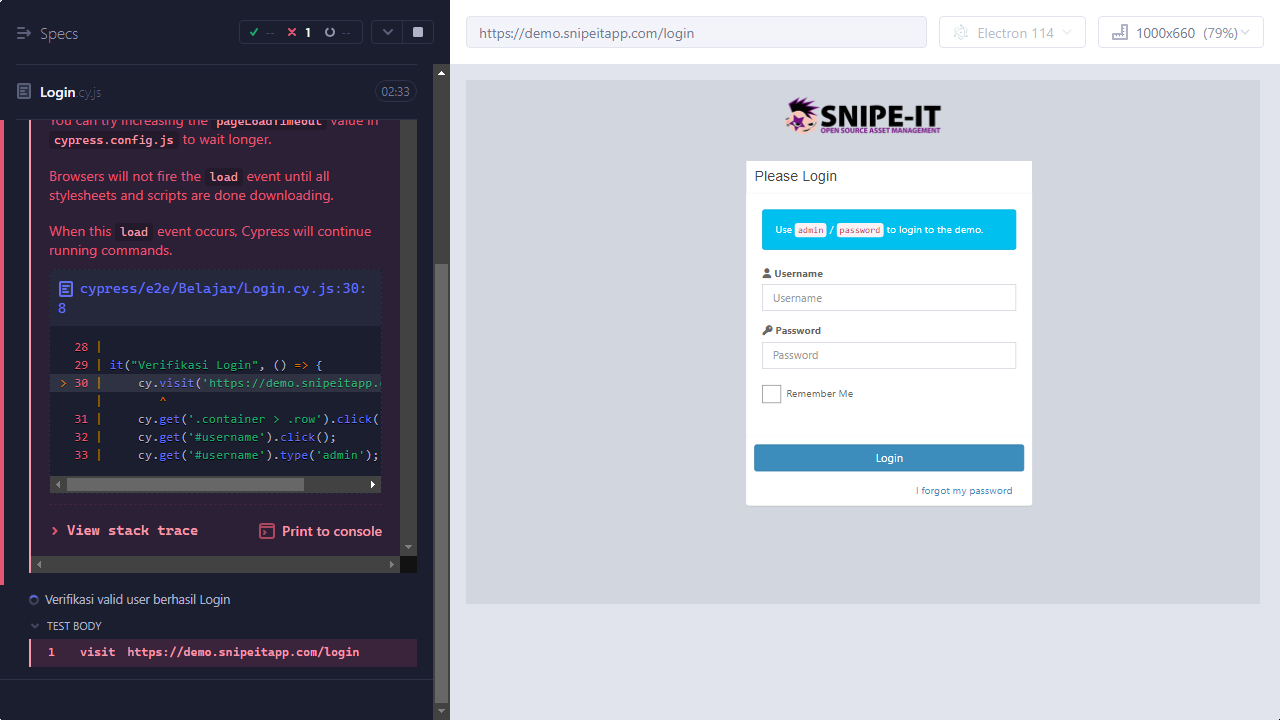 Specs
-- 1 --
https://demo.snipeitapp.com/login
Electron 114
1000x660 (79%)
Login.cy.js
02:33
You can try increasing the pageLoadTimeout value in
cypress.config.js to wait longer.
Browsers will not fire the load event until all
stylesheets and scripts are done downloading.
When this load event occurs, Cypress will continue
running commands.
cypress/e2e/Belajar/Login.cy.js:30:
8
28 |
29 | it("Verifikasi Login", () => {
> 30 | cy.visit('https://demo.snipeitapp.
| ^
31 | cy.get('.container > .row').click(
32 | cy.get('#username').click();
33 | cy.get('#username').type('admin');
> View stack trace
Print to console
Verifikasi valid user berhasil Login
TEST BODY
1 visit https://demo.snipeitapp.com/login
SNIPE-IT
OPEN SOURCE ASSET MANAGEMENT
Please Login
Use admin / password to login to the demo.
Username
Username
Password
Password
Remember Me
Login
I forgot my password